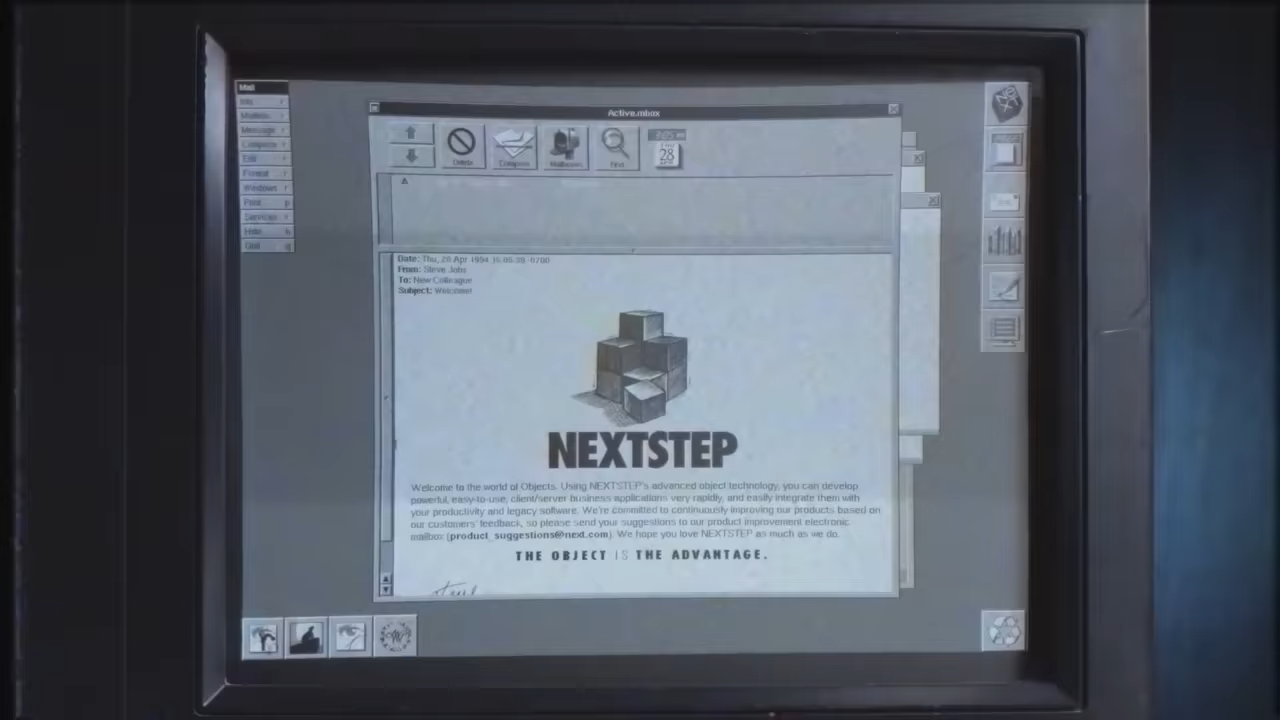 Mail
Info
Message
Compose
Edit
Format
Windows
Print p
Services
Hide h
Quit q
Active.mbox
Delete
Compose
Mailboxes
Find
28
Date: Thu, 28 Apr 1994
From: Steve Jobs
To: New Colleague
Subject: Welcome!
NEXTSTEP
Welcome to the world of Objects. Using NEXTSTEP's advanced object technology, you can develop
powerful, easy-to-use, client/server business applications very rapidly, and easily integrate them with
your productivity and legacy software. We're committed to continuously improving our products based on
our customers' feedback, so please send your suggestions to our product improvement electronic
mailbox (product_suggestions@next.com). We hope you love NEXTSTEP as much as we do.
THE OBJECT IS THE ADVANTAGE.